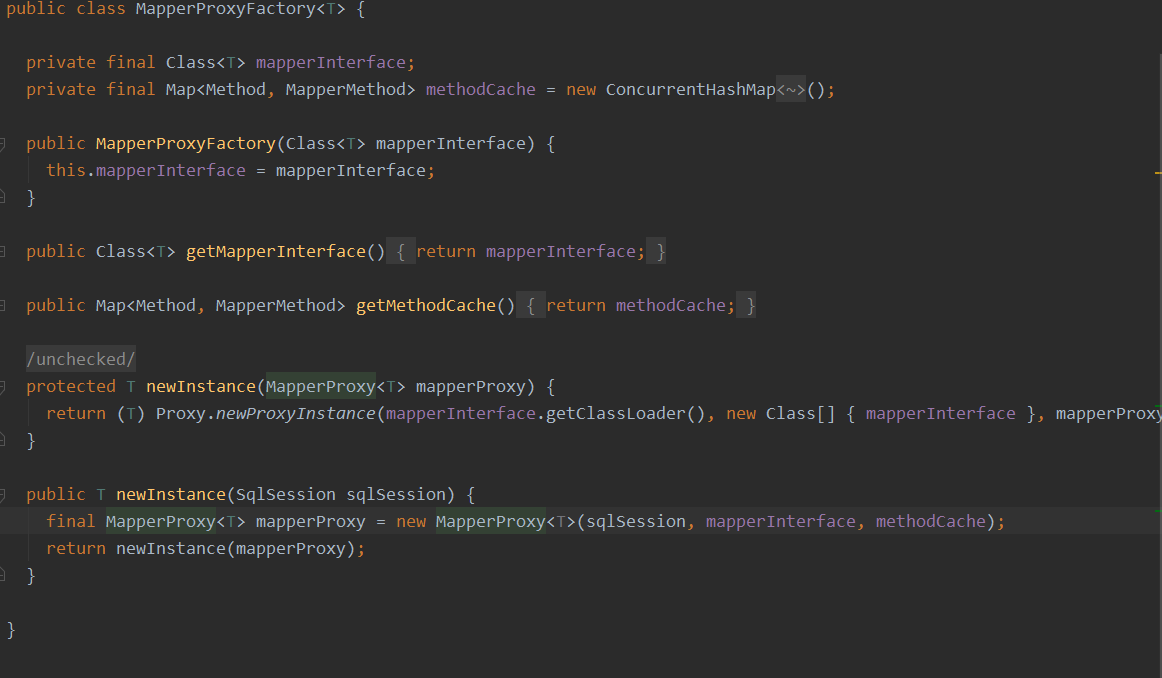 public class MapperProxyFactory<T> {
private final Class<T> mapperInterface;
private final Map<Method, MapperMethod> methodCache = new ConcurrentHashMap<~>();
public MapperProxyFactory(Class<T> mapperInterface) {
this.mapperInterface = mapperInterface;
}
public Class<T> getMapperInterface() { return mapperInterface; }
public Map<Method, MapperMethod> getMethodCache() { return methodCache; }
/unchecked/
protected T newInstance(MapperProxy<T> mapperProxy) {
return (T) Proxy.newProxyInstance(mapperInterface.getClassLoader(), new Class[] { mapperInterface }, mapperProxy
}
public T newInstance(SqlSession sqlSession) {
final MapperProxy<T> mapperProxy = new MapperProxy<T>(sqlSession, mapperInterface, methodCache);
return newInstance(mapperProxy);
}
}